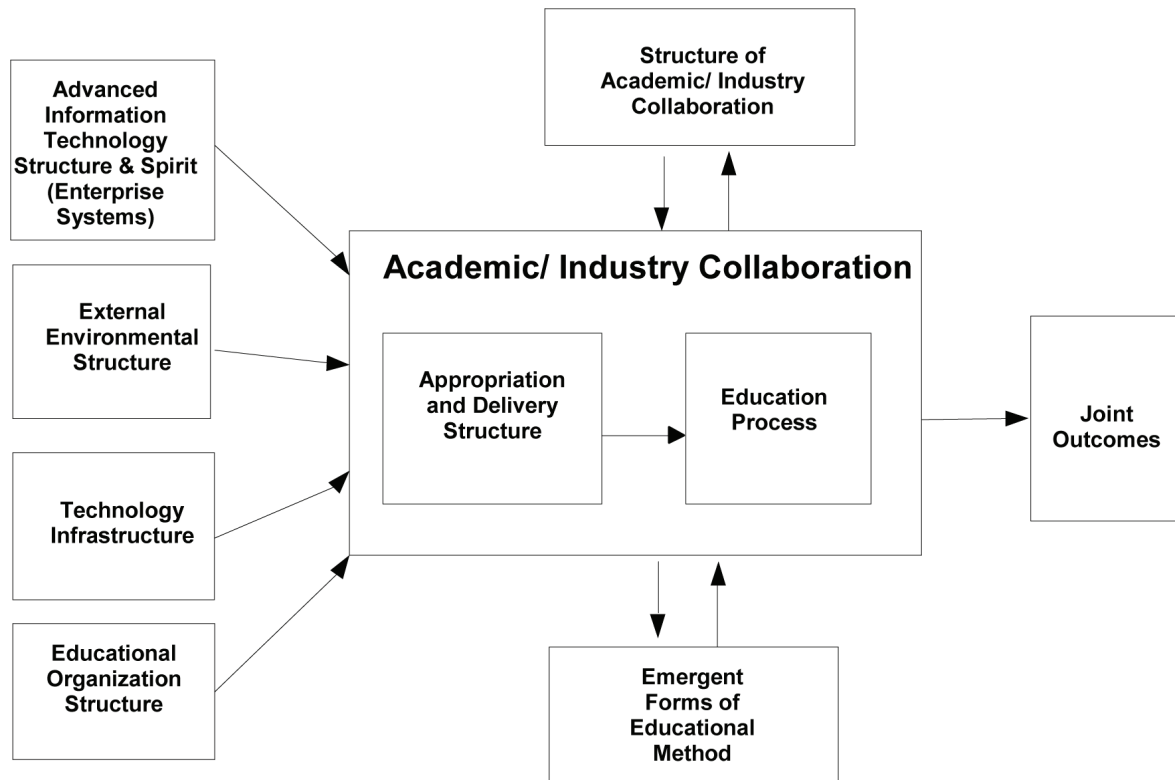 Structure of
Academic/ Industry
Collaboration
Advanced
Information
Technology
Structure & Spirit
(Enterprise
Systems)
Academic/ Industry Collaboration
External
Environmental
Structure
Appropriation
and Delivery
Structure
Education
Process
Joint
Outcomes
Technology
Infrastructure
Educational
Organization
Structure
Emergent
Forms of
Educational
Method